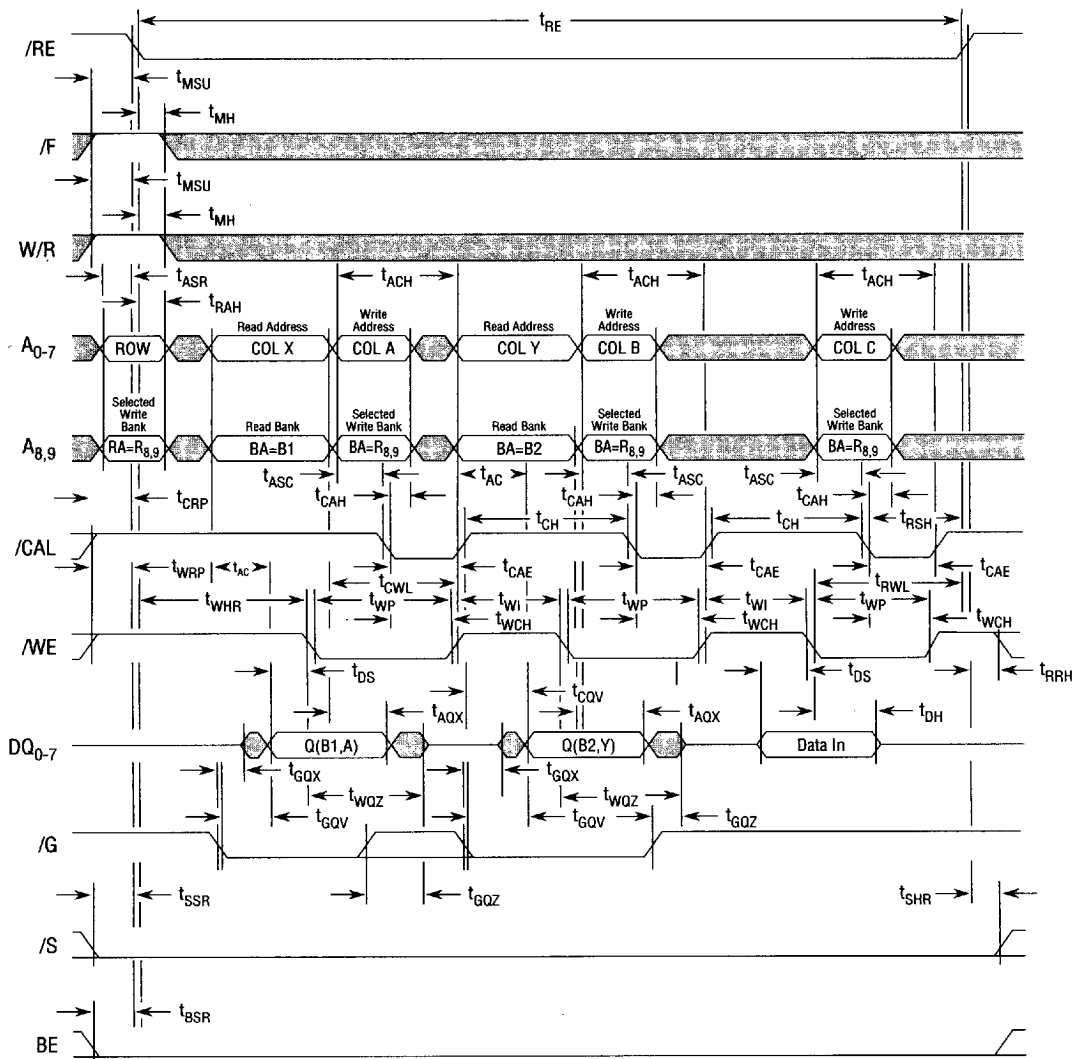 tRE
/RE
tMSU
tMH
/F
tMSU
tMH
W/R
tASR
tACH
tACH
tACH
tRAH
Read Address
Write Address
Read Address
Write Address
Write Address
A0-7
ROW
COL X
COL A
COL Y
COL B
COL C
Selected Write Bank
Read Bank
Selected Write Bank
Read Bank
Selected Write Bank
Selected Write Bank
A8,9
RA=R8,9
BA=B1
BA=R8,9
BA=B2
BA=R8,9
BA=R8,9
tASC
tAC
tASC
tASC
tCRP
tCAH
tCAH
tCAH
tCH
tCH
tRSH
/CAL
tWRP
tAC
tCWL
tCAE
tCAE
tRWL
tCAE
tWHR
tWP
tWI
tWP
tWI
tWP
tWCH
tWCH
tWCH
/WE
tDS
tDS
tRRH
tCQV
tAQX
tAQX
tDH
DQ0-7
Q(B1,A)
Q(B2,Y)
Data In
tGQX
tGQX
tWQZ
tWQZ
tGQV
tGQV
tGQZ
/G
tSSR
tGQZ
tSHR
/S
tBSR
BE